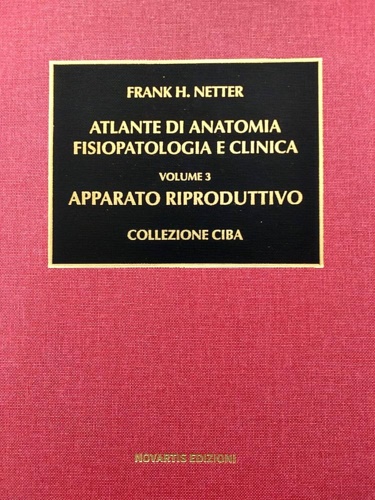 FRANK H. NETTER
ATLANTE DI ANATOMIA
FISIOPATOLOGIA E CLINICA
VOLUME 3
APPARATO RIPRODUTTIVO
COLLEZIONE CIBA
NOVARTIS EDIZIONI